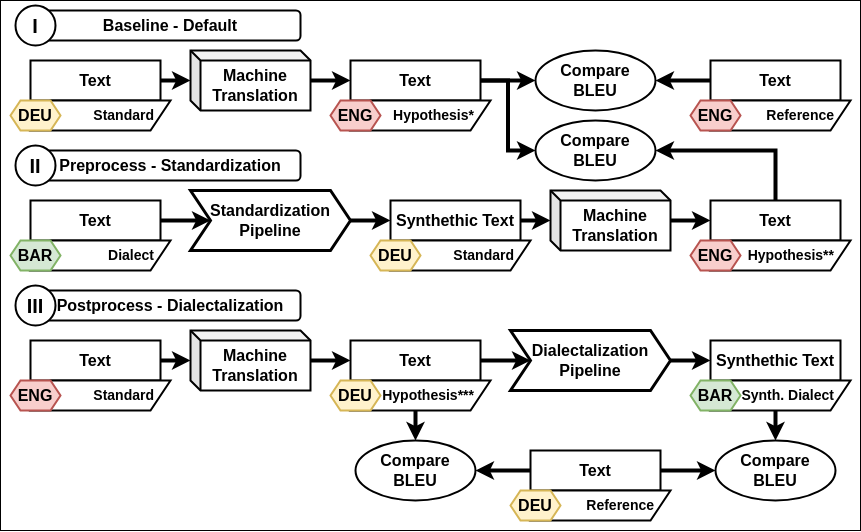 I
Baseline - Default
Text
DEU
Standard
Machine
Translation
Text
ENG
Hypothesis*
Compare
BLEU
Text
ENG
Reference
Compare
BLEU
II
Preprocess - Standardization
Text
BAR
Dialect
Standardization
Pipeline
Synthethic Text
DEU
Standard
Machine
Translation
Text
ENG
Hypothesis**
III
Postprocess - Dialectalization
Text
ENG
Standard
Machine
Translation
Text
DEU
Hypothesis***
Dialectalization
Pipeline
Synthethic Text
BAR
Synth. Dialect
Compare
BLEU
Text
DEU
Reference
Compare
BLEU